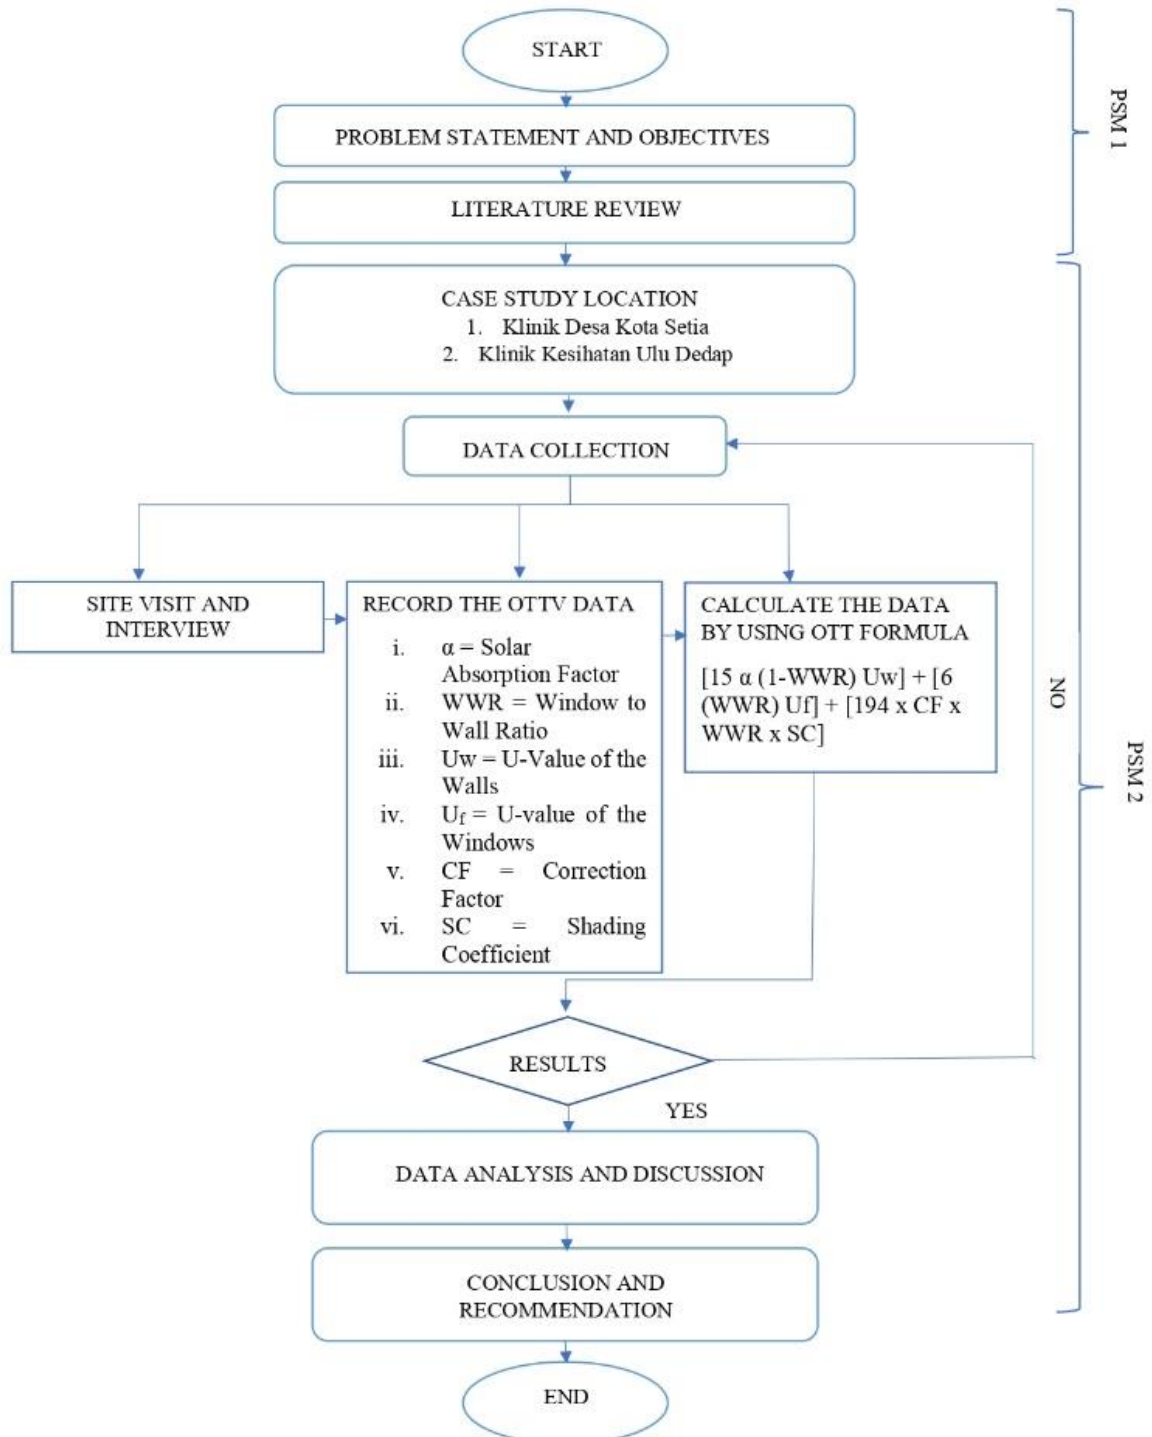 START
PSM 1
PROBLEM STATEMENT AND OBJECTIVES
LITERATURE REVIEW
CASE STUDY LOCATION
1. Klinik Desa Kota Setia
2. Klinik Kesihatan Ulu Dedap
DATA COLLECTION
SITE VISIT AND
INTERVIEW
RECORD THE OTTV DATA
i. α = Solar
Absorption Factor
ii. WWR = Window to
Wall Ratio
iii. Uw = U-Value of the
Walls
iv. Uf = U-value of the
Windows
v. CF = Correction
Factor
vi. SC = Shading
Coefficient
CALCULATE THE DATA
BY USING OTT FORMULA
[15 α (1-WWR) Uw] + [6
(WWR) Uf] + [194 x CF x
WWR x SC]
NO
PSM 2
RESULTS
YES
DATA ANALYSIS AND DISCUSSION
CONCLUSION AND
RECOMMENDATION
END